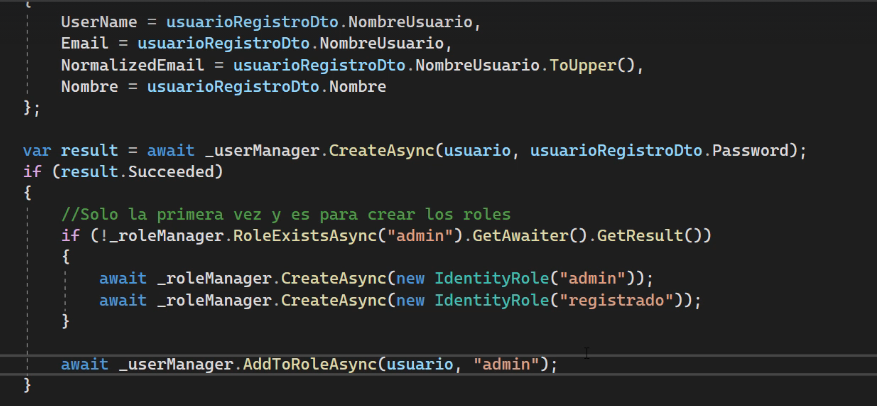 {
UserName = usuarioRegistroDto.NombreUsuario,
Email = usuarioRegistroDto.NombreUsuario,
NormalizedEmail = usuarioRegistroDto.NombreUsuario.ToUpper(),
Nombre = usuarioRegistroDto.Nombre
};
var result = await _userManager.CreateAsync(usuario, usuarioRegistroDto.Password);
if (result.Succeeded)
{
//Solo la primera vez y es para crear los roles
if (!_roleManager.RoleExistsAsync("admin").GetAwaiter().GetResult())
{
await _roleManager.CreateAsync(new IdentityRole("admin"));
await _roleManager.CreateAsync(new IdentityRole("registrado"));
}
await _userManager.AddToRoleAsync(usuario, "admin");
}